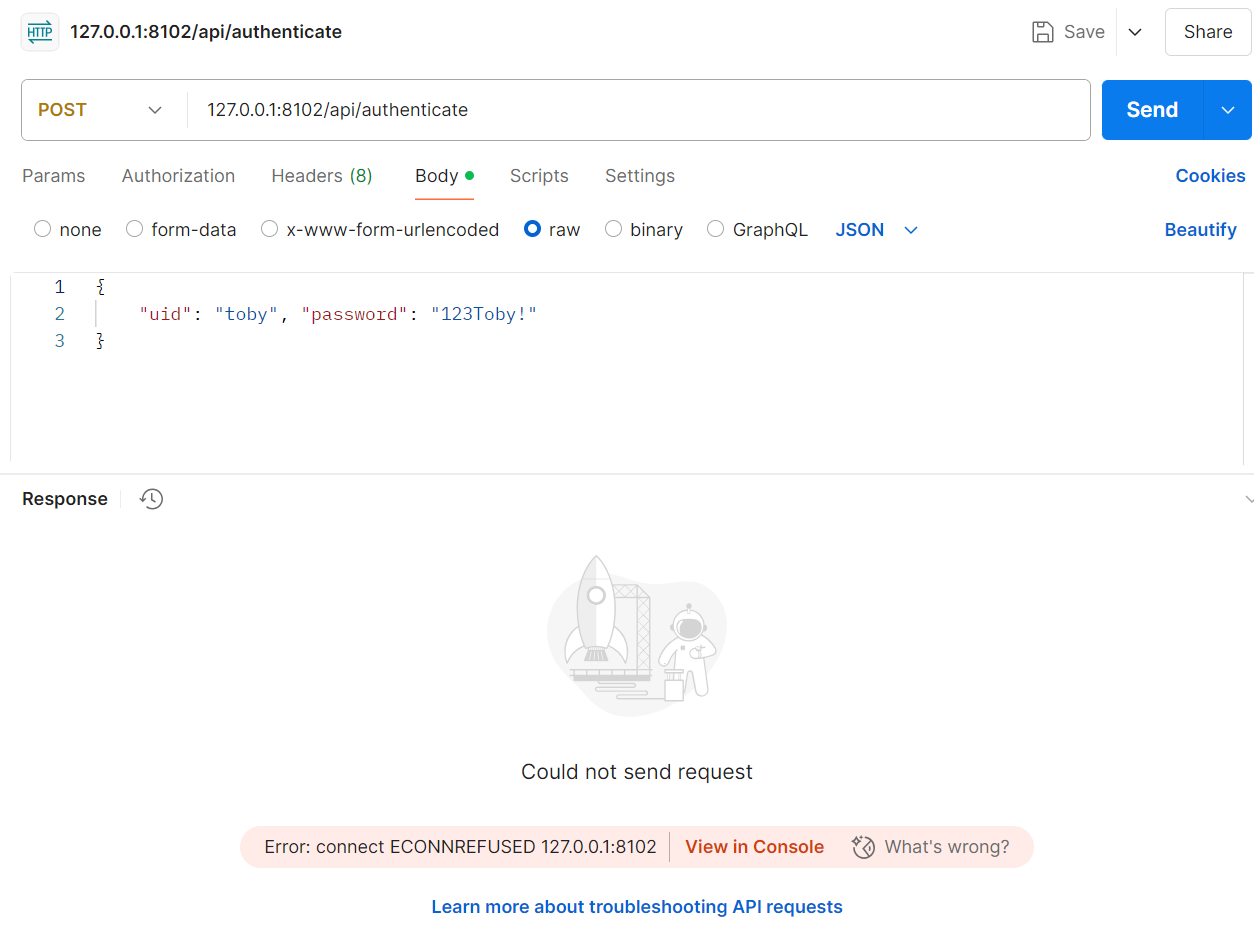 HTTP 127.0.0.1:8102/api/authenticate Save Share
POST 127.0.0.1:8102/api/authenticate Send
Params Authorization Headers (8) Body Scripts Settings Cookies
none form-data x-www-form-urlencoded raw binary GraphQL JSON Beautify
1 {
2 "uid": "toby", "password": "123Toby!"
3 }
Response
Could not send request
Error: connect ECONNREFUSED 127.0.0.1:8102 View in Console What's wrong?
Learn more about troubleshooting API requests